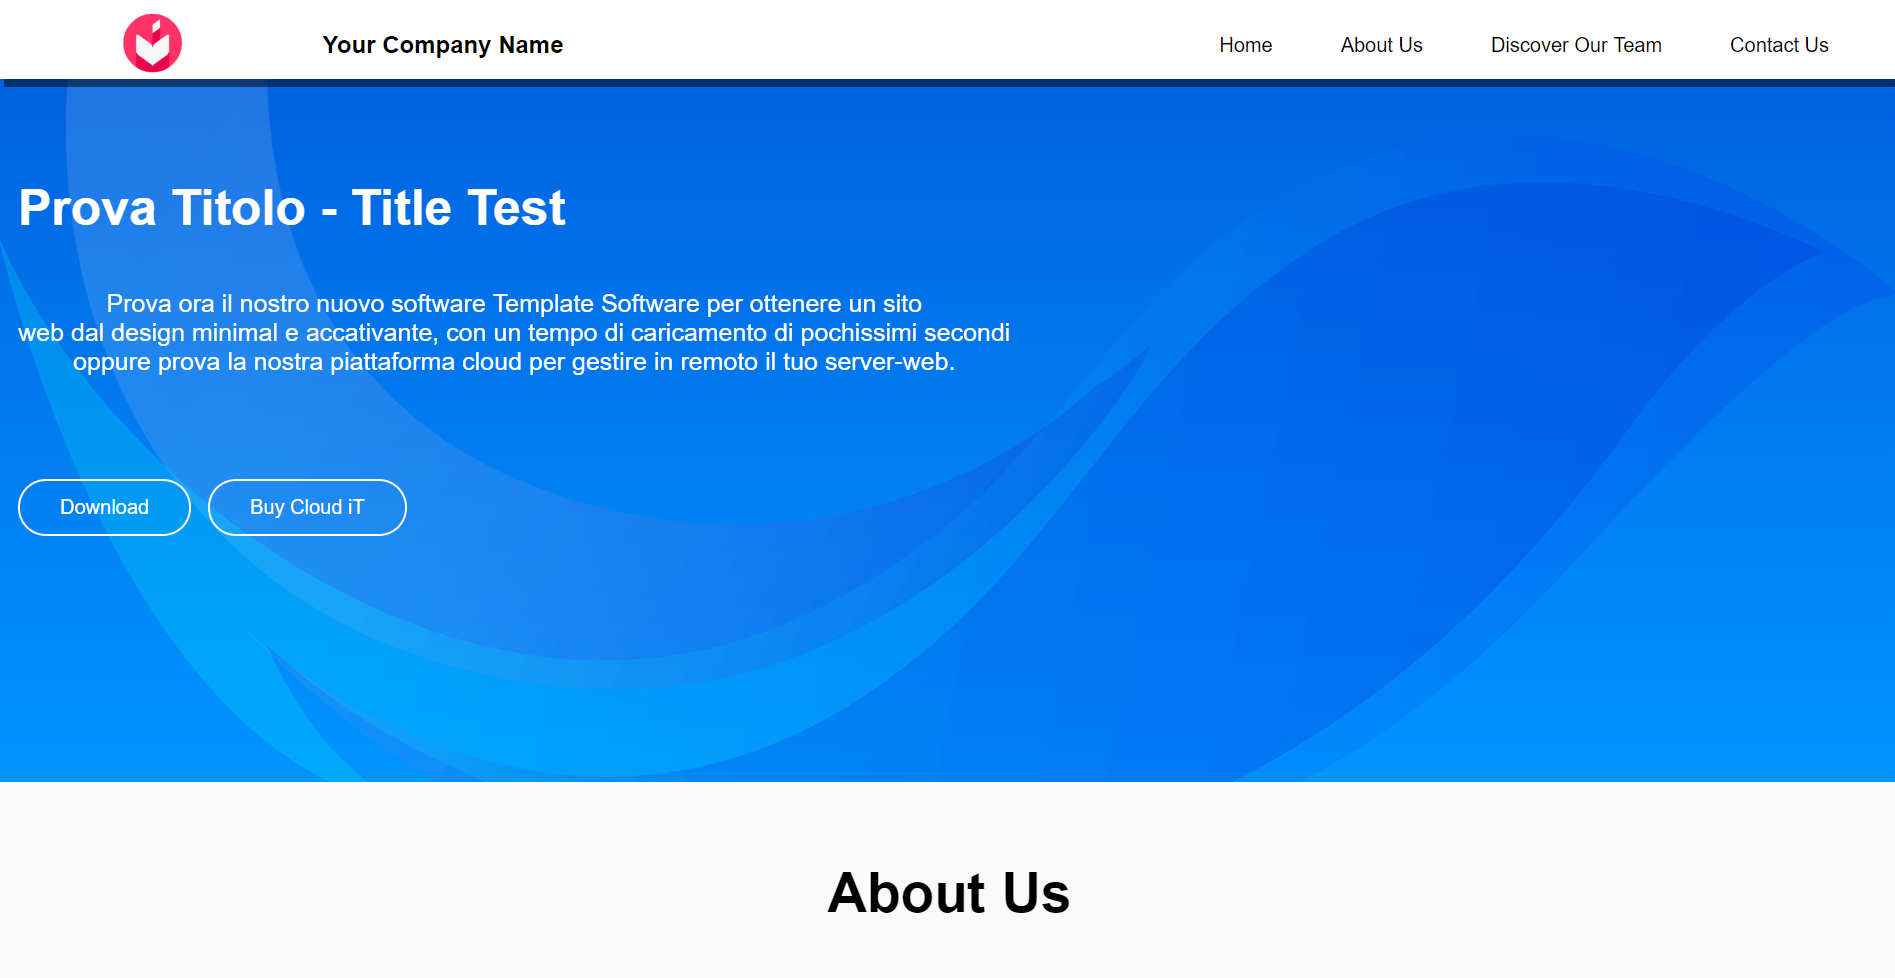 Your Company Name
Home
About Us
Discover Our Team
Contact Us
Prova Titolo - Title Test
Prova ora il nostro nuovo software Template Software per ottenere un sito
web dal design minimal e accativante, con un tempo di caricamento di pochissimi secondi
oppure prova la nostra piattaforma cloud per gestire in remoto il tuo server-web.
Download
Buy Cloud iT
About Us